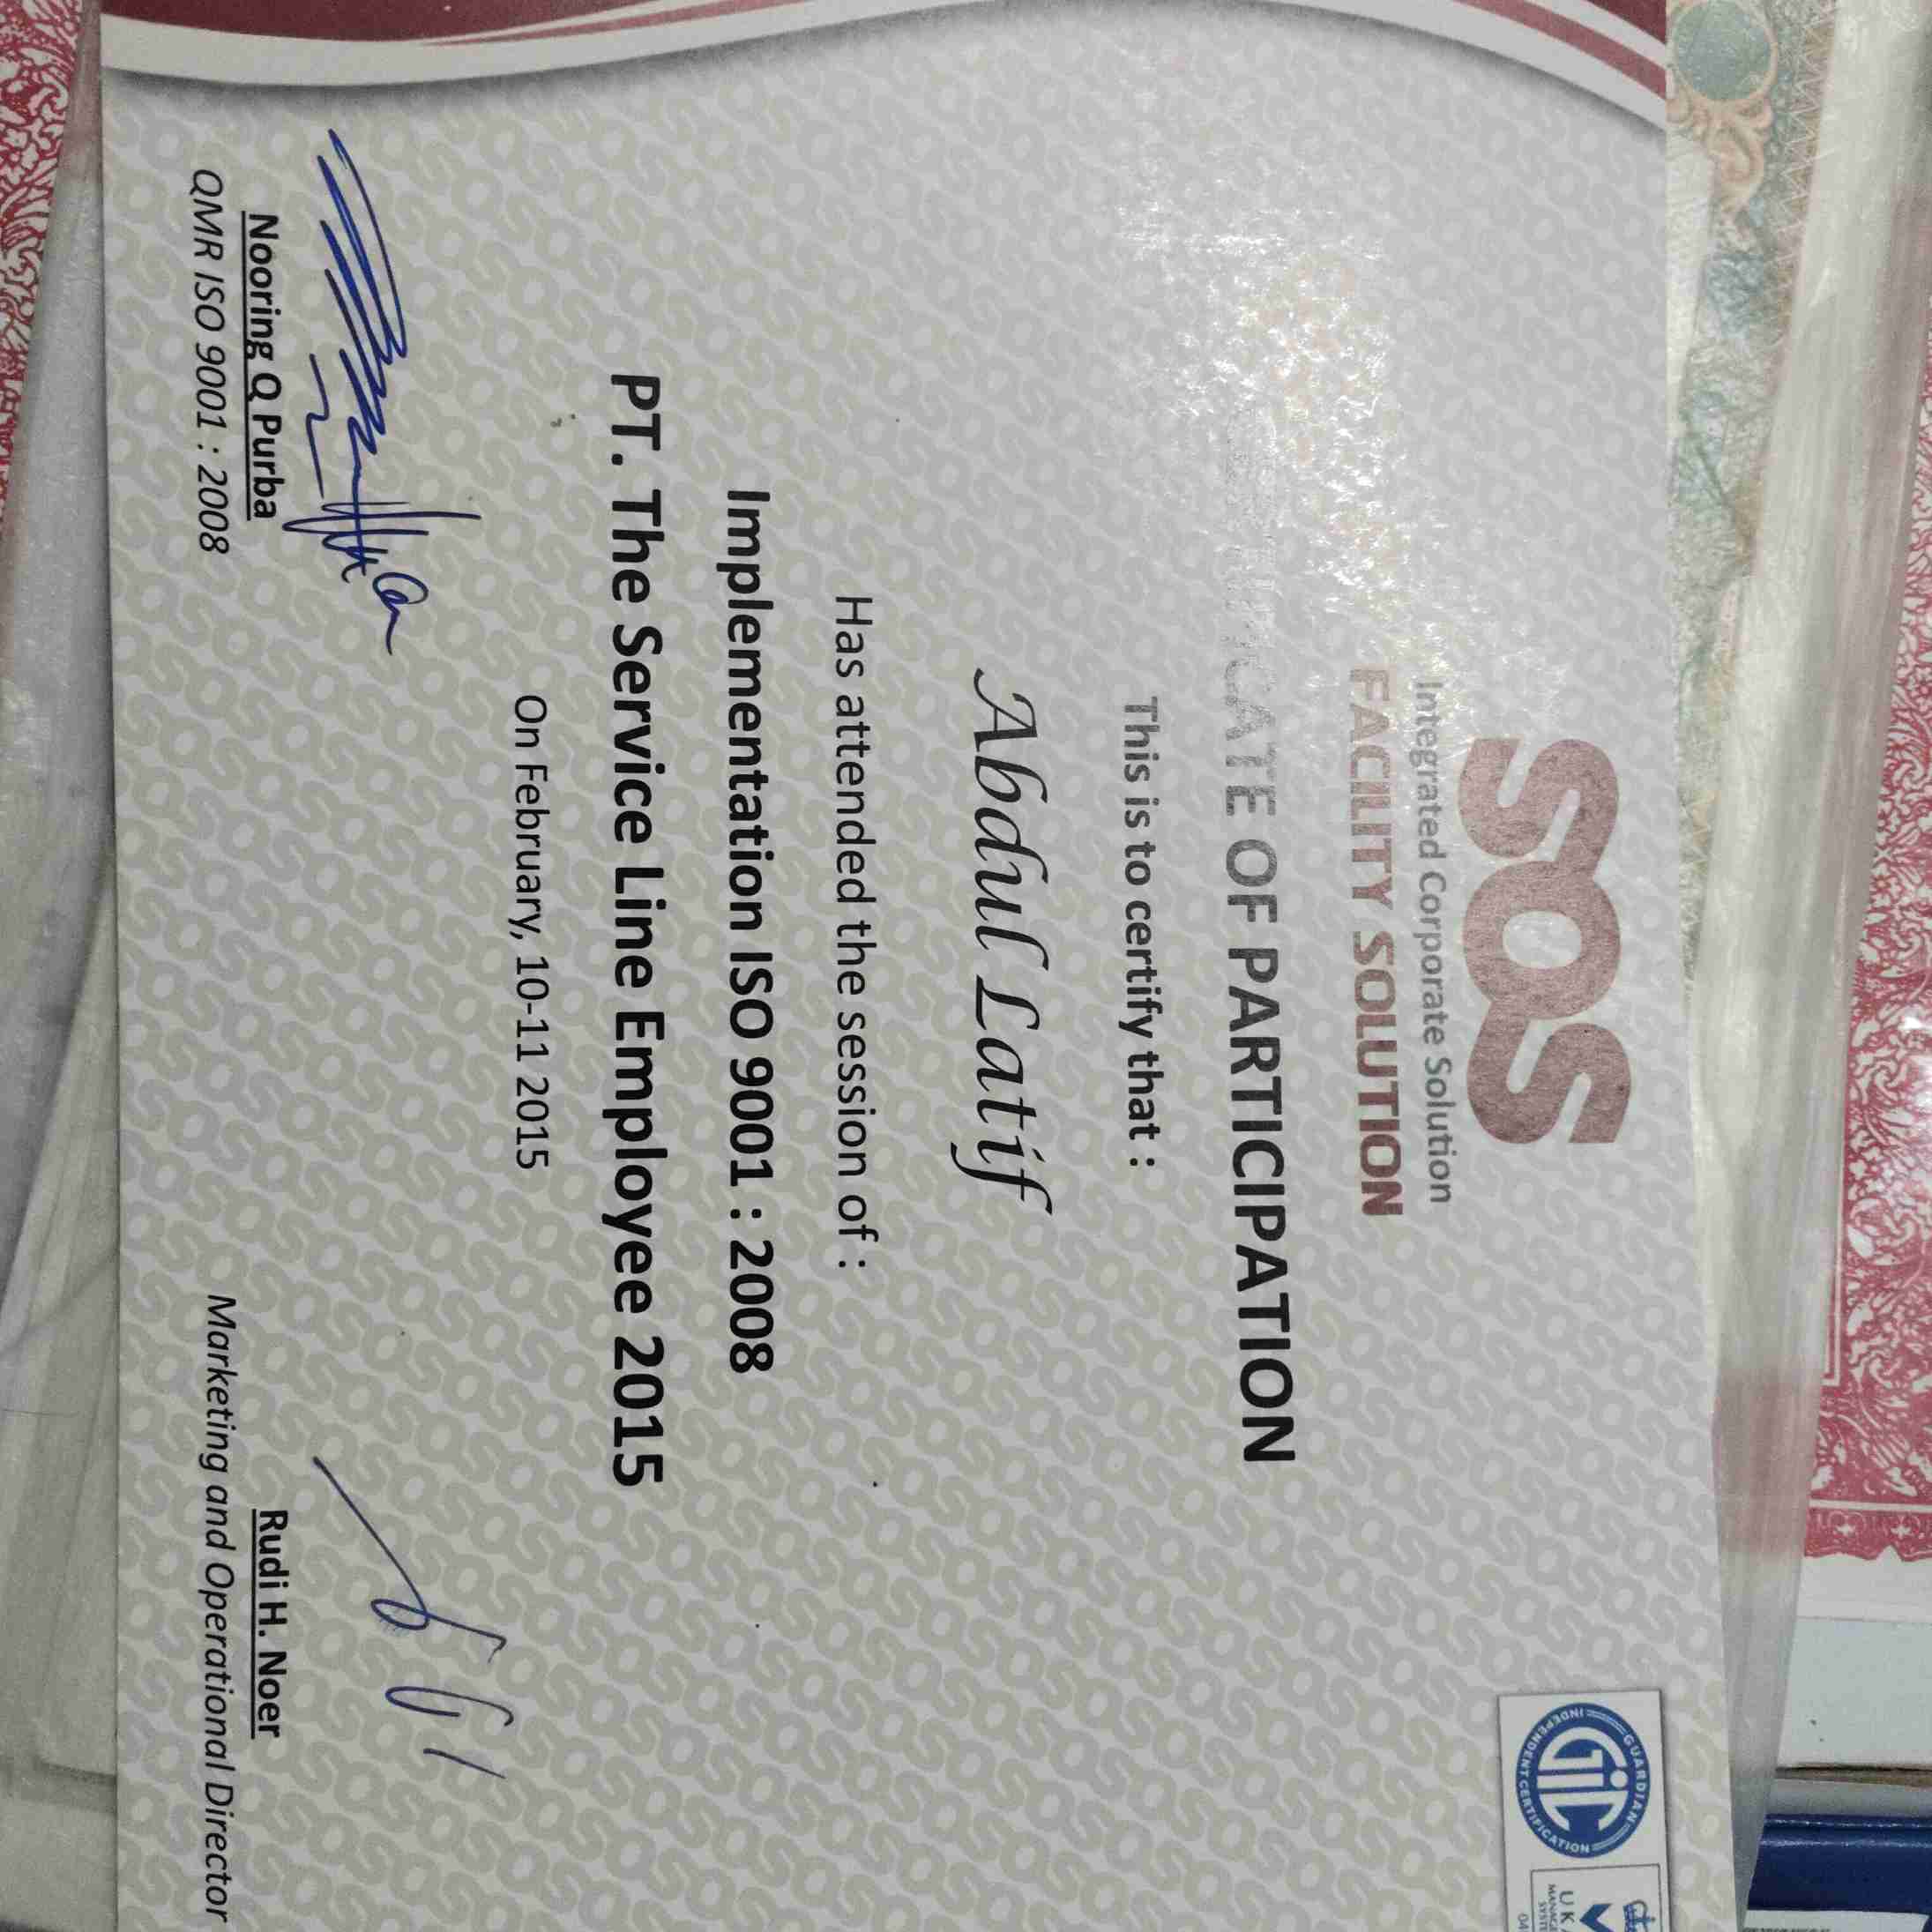 SOS
Integrated Corporate Solution
FACILITY SOLUTION
CERTIFICATE OF PARTICIPATION
This is to certify that :
Abdul Latif
Has attended the session of :
Implementation ISO 9001 : 2008
PT. The Service Line Employee 2015
On February, 10-11 2015
Nooring Q Purba
QMR ISO 9001 : 2008
Rudi H. Noer
Marketing and Operational Director
GUARDIAN
INDEPENDENT CERTIFICATION
GIC